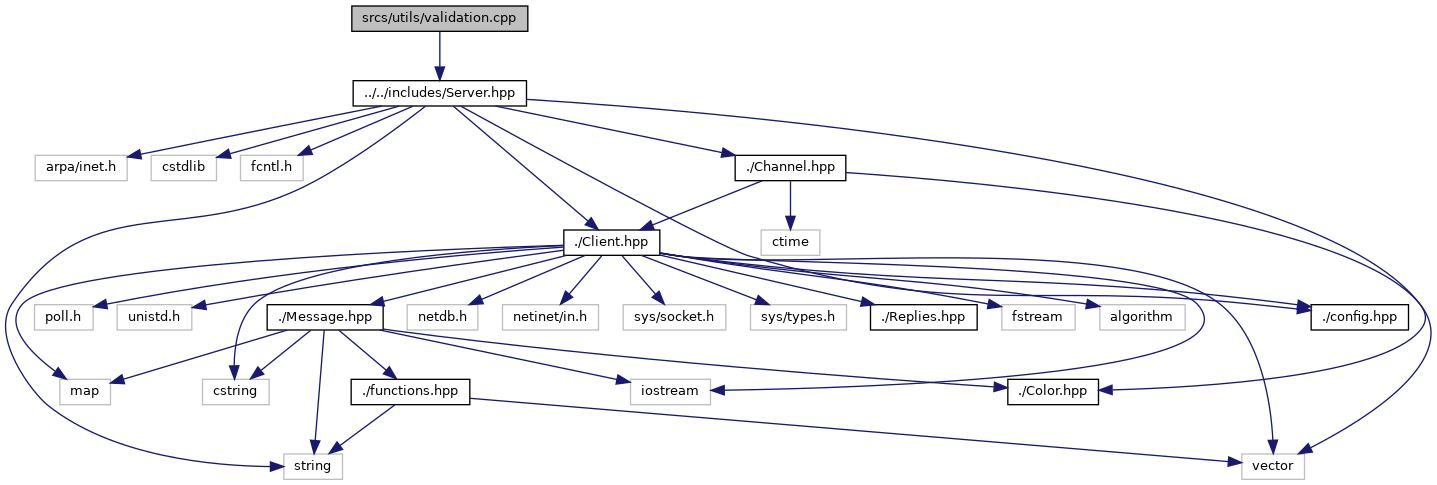 srcs/utils/validation.cpp
../../includes/Server.hpp
arpa/inet.h
cstdlib
fcntl.h
./Channel.hpp
./Client.hpp
ctime
poll.h
unistd.h
./Message.hpp
netdb.h
netinet/in.h
sys/socket.h
sys/types.h
./Replies.hpp
fstream
algorithm
./config.hpp
map
cstring
./functions.hpp
iostream
./Color.hpp
string
vector